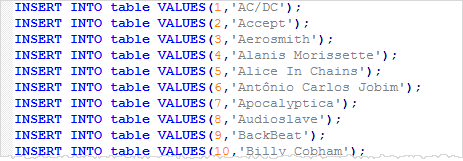 INSERT INTO table VALUES(1,'AC/DC');
INSERT INTO table VALUES(2,'Accept');
INSERT INTO table VALUES(3,'Aerosmith');
INSERT INTO table VALUES(4,'Alanis Morissette');
INSERT INTO table VALUES(5,'Alice In Chains');
INSERT INTO table VALUES(6,'Antônio Carlos Jobim');
INSERT INTO table VALUES(7,'Apocalyptica');
INSERT INTO table VALUES(8,'Audioslave');
INSERT INTO table VALUES(9,'BackBeat');
INSERT INTO table VALUES(10,'Billy Cobham');